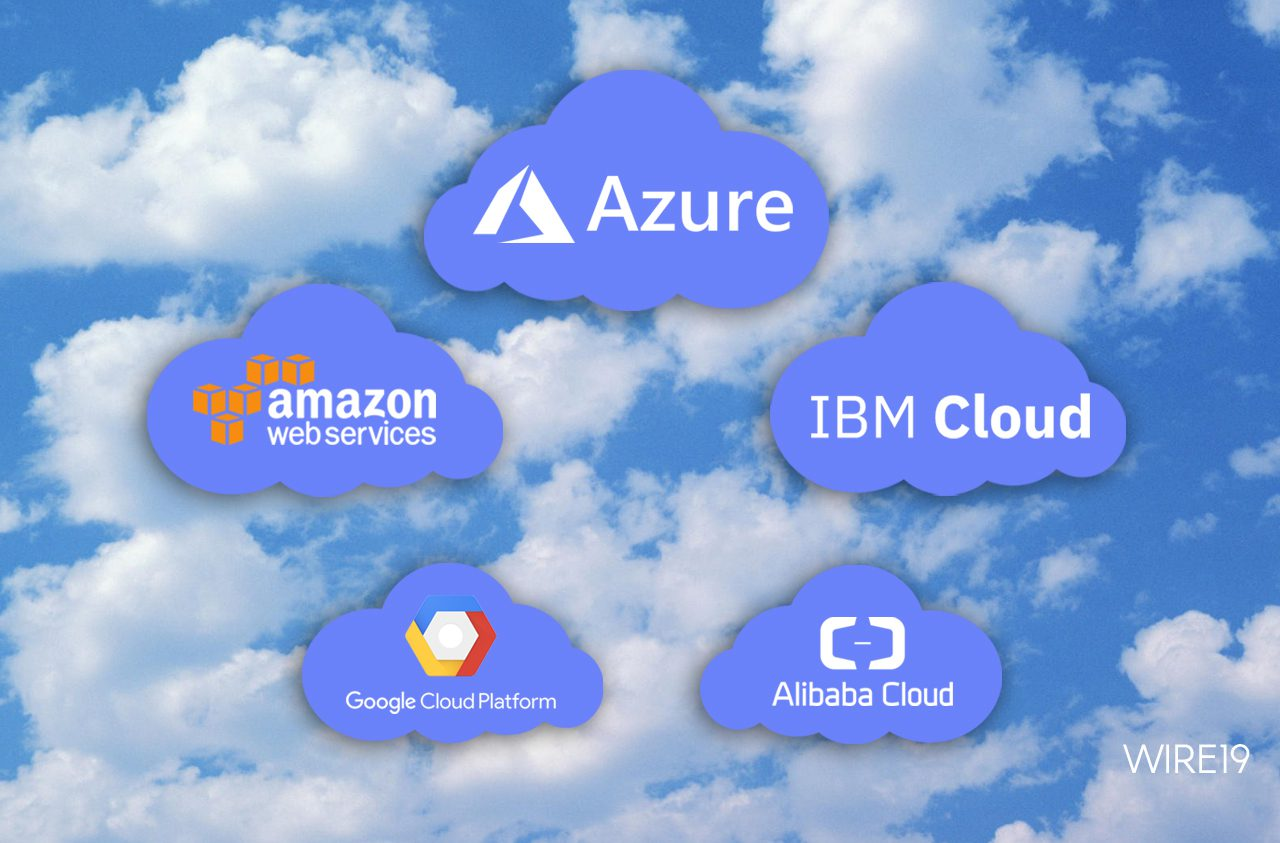 Azure
amazon
web services
IBM Cloud
Google Cloud Platform
Alibaba Cloud
WIRE19